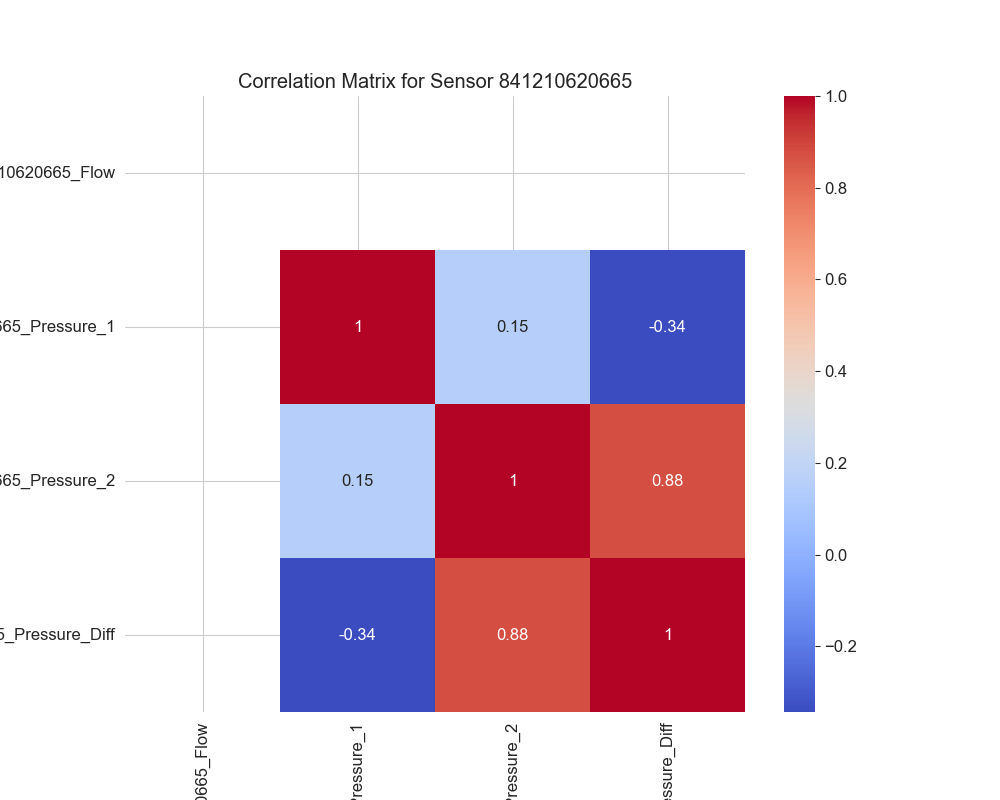 Correlation Matrix for Sensor 841210620665
10620665_Flow
665_Pressure_1
665_Pressure_2
5_Pressure_Diff
1 0.15 -0.34
0.15 1 0.88
-0.34 0.88 1
0665_Flow
Pressure_1
Pressure_2
essure_Diff
1.0
0.8
0.6
0.4
0.2
0.0
−0.2